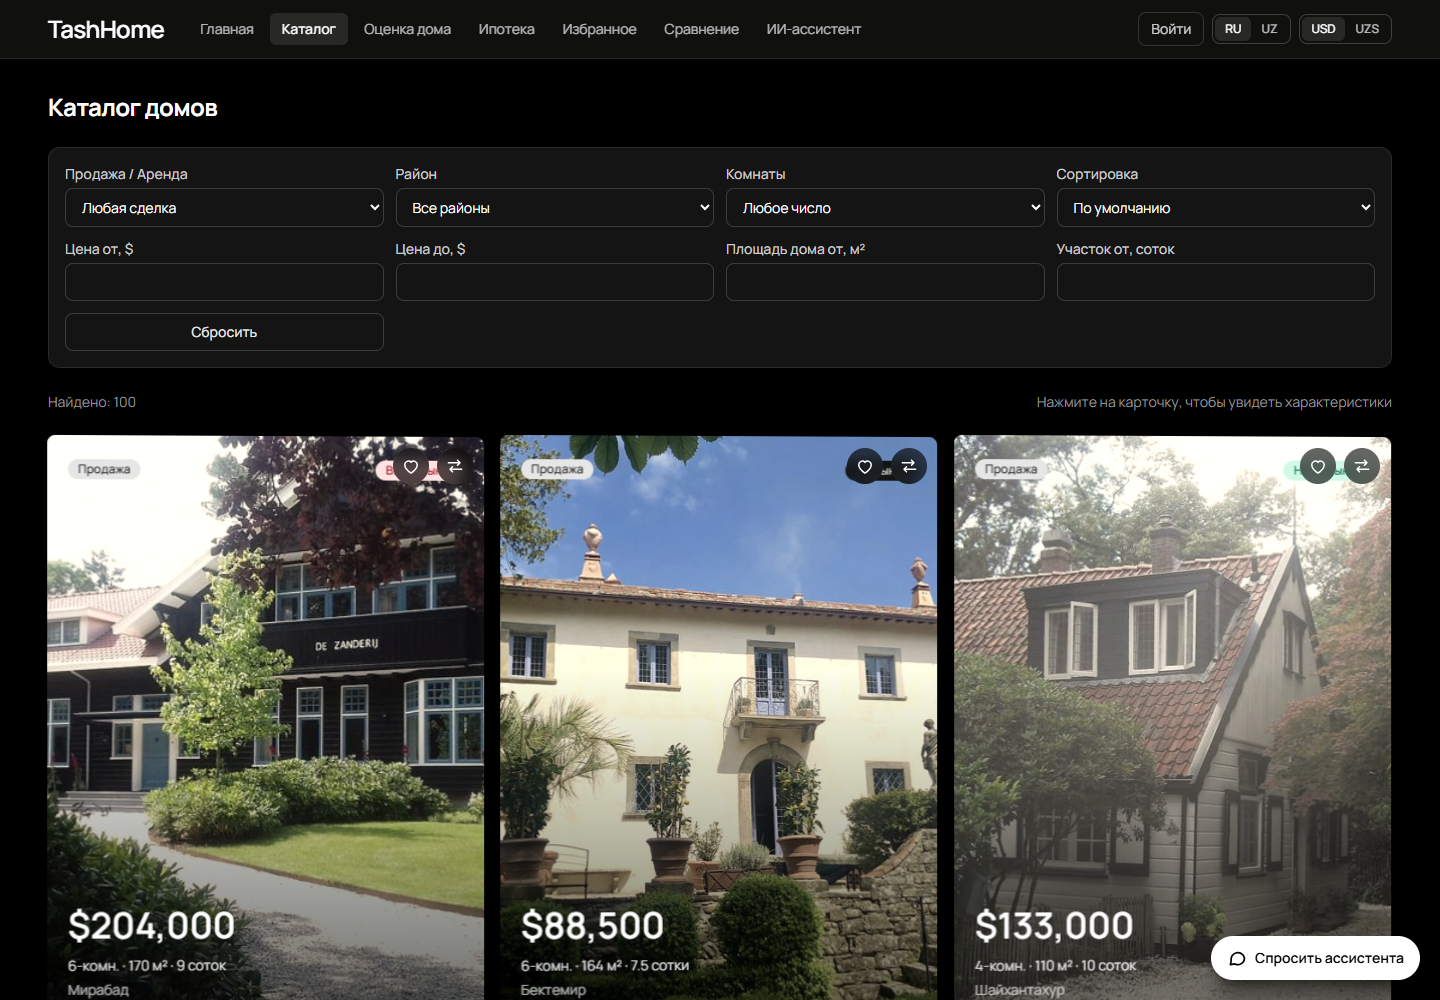 TashHome Главная Каталог Оценка дома Ипотека Избранное Сравнение ИИ-ассистент Войти RU UZ USD UZS
Каталог домов
Продажа / Аренда Район Комнаты Сортировка
Любая сделка Все районы Любое число По умолчанию
Цена от, $ Цена до, $ Площадь дома от, м² Участок от, соток
Сбросить
Найдено: 100 Нажмите на карточку, чтобы увидеть характеристики
Продажа Продажа Продажа
DE ZANDERIJ
$204,000 $88,500 $133,000
6-комн. · 170 м² · 9 соток 6-комн. · 164 м² · 7.5 сотки 4-комн. · 110 м² · 10 соток
Мирабад Бектемир Шайхантахур
Спросить ассистента